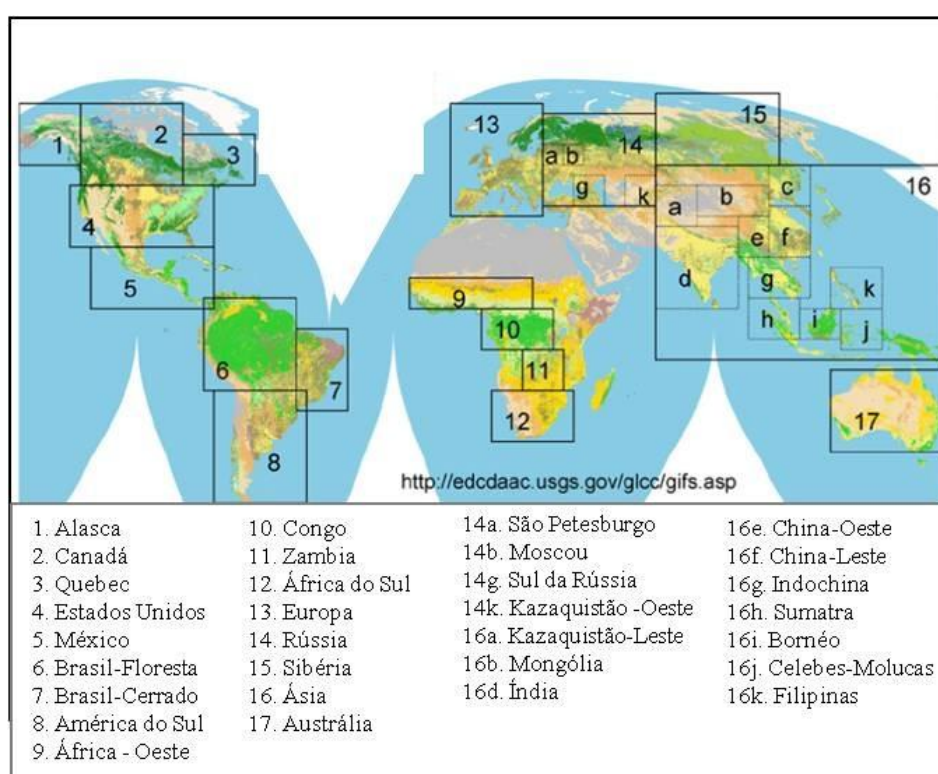 1
2
3
13
15
a b
14
16
g
k
a
b
c
4
e
f
d
g
5
9
k
h
i
j
10
6
11
7
12
17
8
http://edcdaac.usgs.gov/glcc/gifs.asp
1. Alasca
2. Canadá
3. Quebec
4. Estados Unidos
5. México
6. Brasil-Floresta
7. Brasil-Cerrado
8. América do Sul
9. África - Oeste
10. Congo
11. Zambia
12. África do Sul
13. Europa
14. Rússia
15. Sibéria
16. Ásia
17. Austrália
14a. São Petesburgo
14b. Moscou
14g. Sul da Rússia
14k. Kazaquistão -Oeste
16a. Kazaquistão-Leste
16b. Mongólia
16d. Índia
16e. China-Oeste
16f. China-Leste
16g. Indochina
16h. Sumatra
16i. Bornéo
16j. Celebes-Molucas
16k. Filipinas